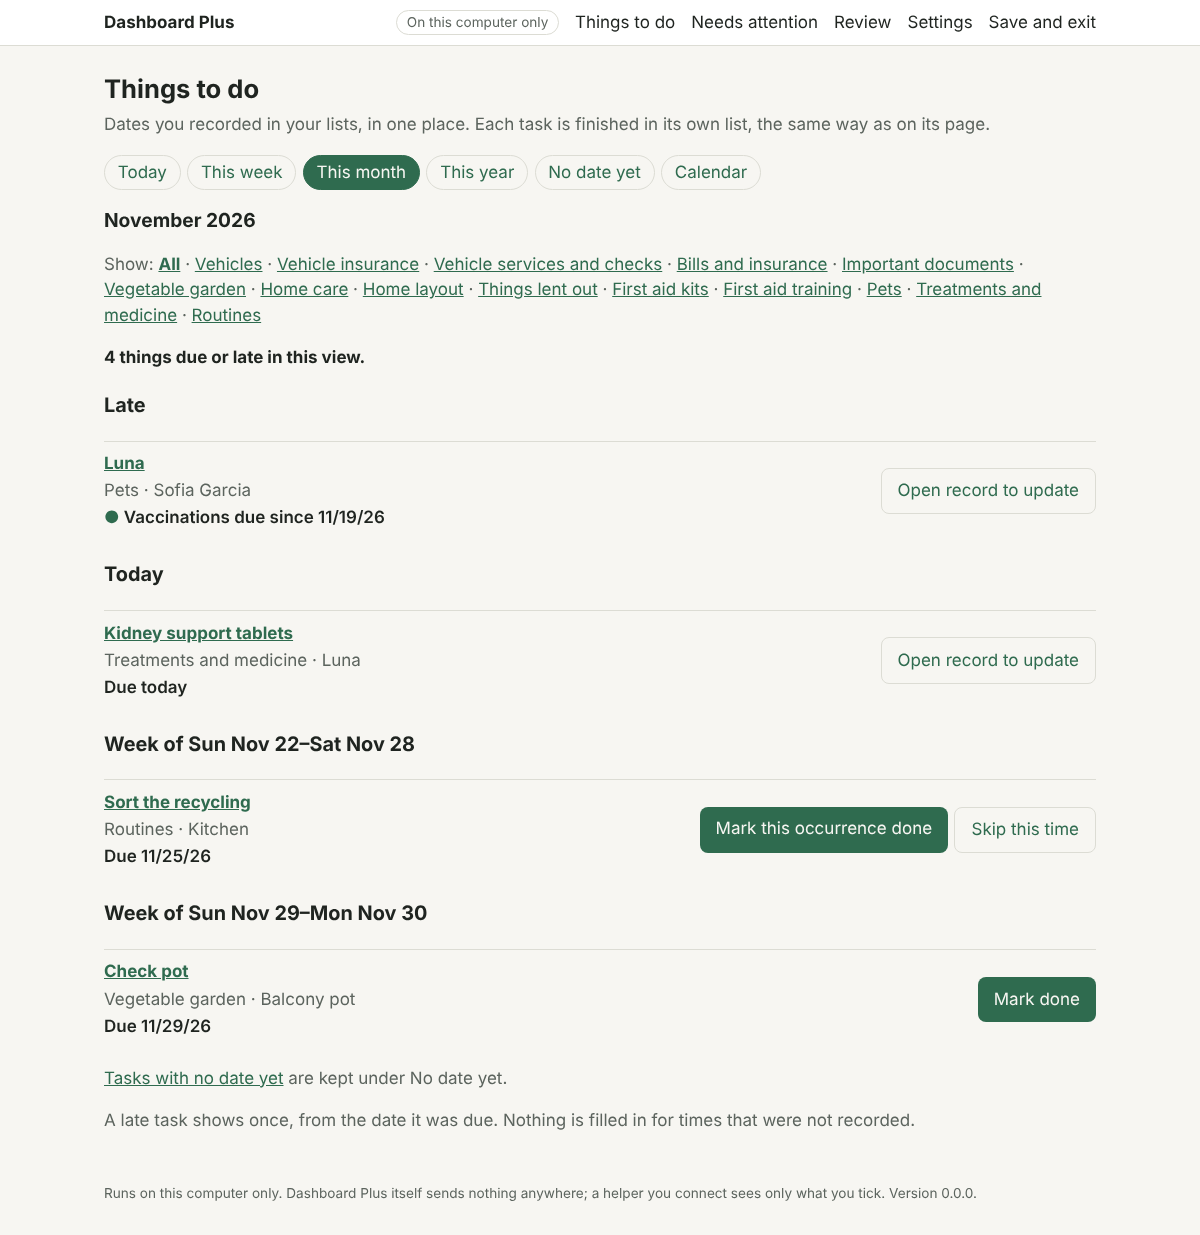 Dashboard Plus
On this computer only
Things to do
Needs attention
Review
Settings
Save and exit
Things to do
Dates you recorded in your lists, in one place. Each task is finished in its own list, the same way as on its page.
Today
This week
This month
This year
No date yet
Calendar
November 2026
Show: All · Vehicles · Vehicle insurance · Vehicle services and checks · Bills and insurance · Important documents ·
Vegetable garden · Home care · Home layout · Things lent out · First aid kits · First aid training · Pets · Treatments and
medicine · Routines
4 things due or late in this view.
Late
Luna
Pets · Sofia Garcia
Vaccinations due since 11/19/26
Open record to update
Today
Kidney support tablets
Treatments and medicine · Luna
Due today
Open record to update
Week of Sun Nov 22–Sat Nov 28
Sort the recycling
Routines · Kitchen
Due 11/25/26
Mark this occurrence done
Skip this time
Week of Sun Nov 29–Mon Nov 30
Check pot
Vegetable garden · Balcony pot
Due 11/29/26
Mark done
Tasks with no date yet are kept under No date yet.
A late task shows once, from the date it was due. Nothing is filled in for times that were not recorded.
Runs on this computer only. Dashboard Plus itself sends nothing anywhere; a helper you connect sees only what you tick. Version 0.0.0.